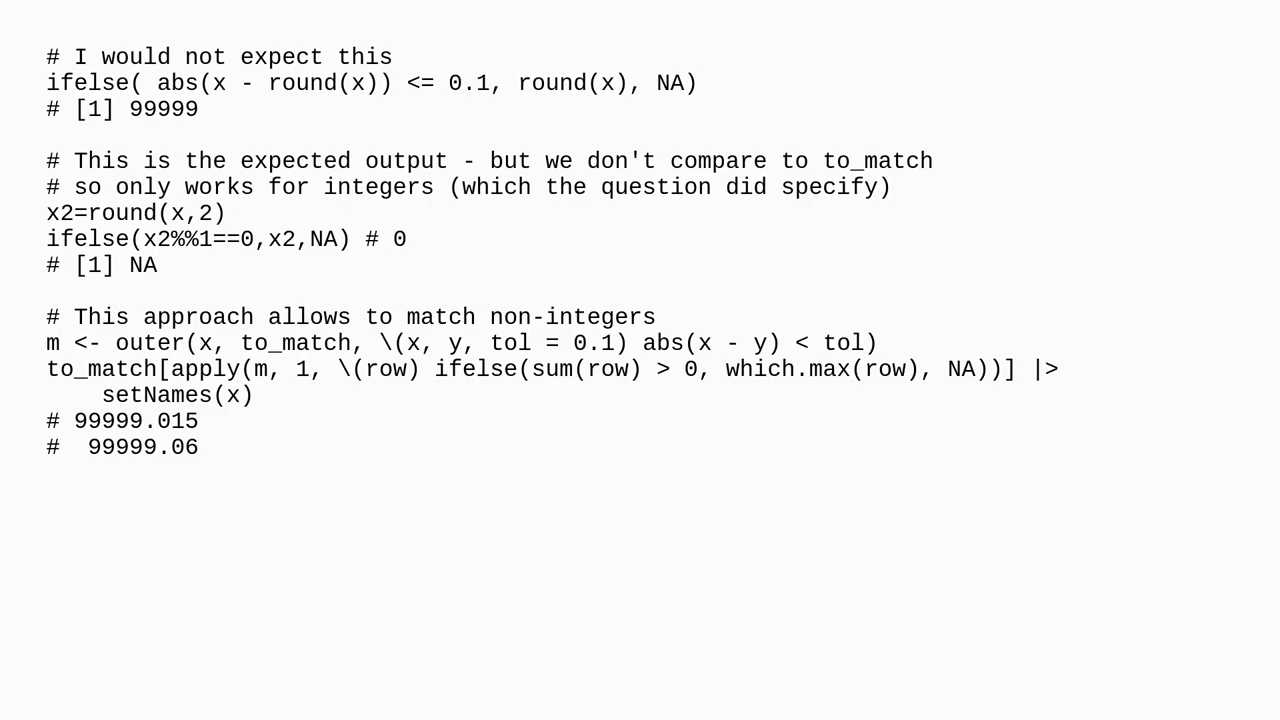 # I would not expect this
ifelse( abs(x - round(x)) <= 0.1, round(x), NA)
# [1] 99999
# This is the expected output - but we don't compare to to_match
# so only works for integers (which the question did specify)
x2=round(x,2)
ifelse(x2%%1==0,x2,NA) # 0
# [1] NA
# This approach allows to match non-integers
m <- outer(x, to_match, \(x, y, tol = 0.1) abs(x - y) < tol)
to_match[apply(m, 1, \(row) ifelse(sum(row) > 0, which.max(row), NA))] |>
    setNames(x)
# 99999.015
#  99999.06